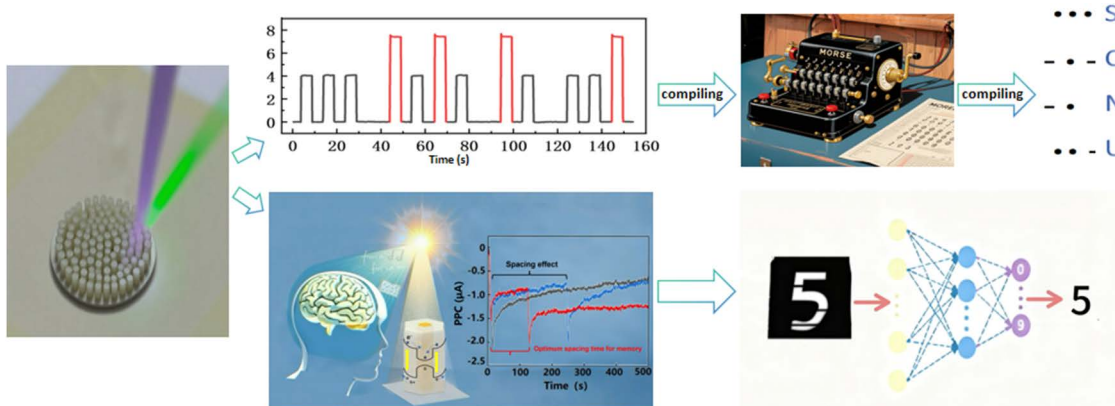 8
6
4
2
0
0 20 40 60 80 100 120 140 160
Time (s)
compiling
MORSE
MORSE
compiling
••• S
- • - C
- • N
•• - U
PPC (μA)
0
-0.5
-1.0
-1.5
-2.0
-2.5
Spacing effect
Optimum spacing time for memory
0 100 200 300 400 500
Time (s)
5
0
9
5